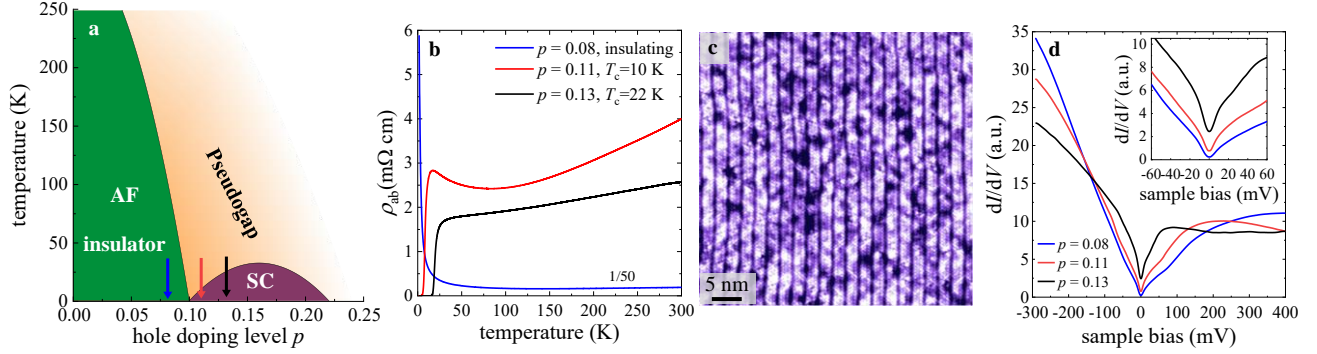 a
250
200
150
100
50
0
temperature (K)
AF
insulator
Pseudogap
SC
0.00 0.05 0.10 0.15 0.20 0.25
hole doping level p
b
p = 0.08, insulating
p = 0.11, Tc=10 K
p = 0.13, Tc=22 K
6
5
4
3
2
1
0
ρab(mΩ cm)
1/50
0 50 100 150 200 250 300
temperature (K)
c
5 nm
d
35
30
25
20
15
10
5
0
dI/dV (a.u.)
p = 0.08
p = 0.11
p = 0.13
-300 -200 -100 0 100 200 300 400
sample bias (mV)
10
8
6
4
2
0
dI/dV (a.u.)
-60 -40 -20 0 20 40 60
sample bias (mV)